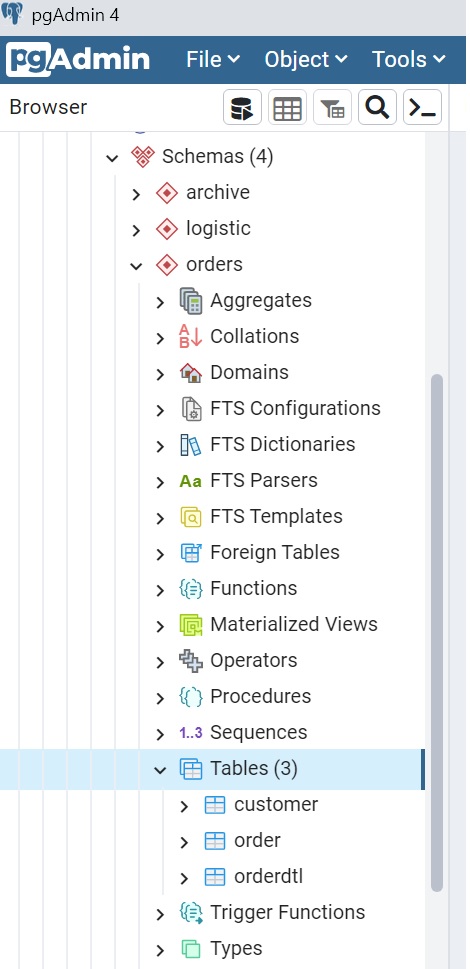 pgAdmin 4
pgAdmin File Object Tools
Browser
Schemas (4)
archive
logistic
orders
Aggregates
Collations
Domains
FTS Configurations
FTS Dictionaries
Aa FTS Parsers
FTS Templates
Foreign Tables
Functions
Materialized Views
Operators
Procedures
1..3 Sequences
Tables (3)
customer
order
orderdtl
Trigger Functions
Types